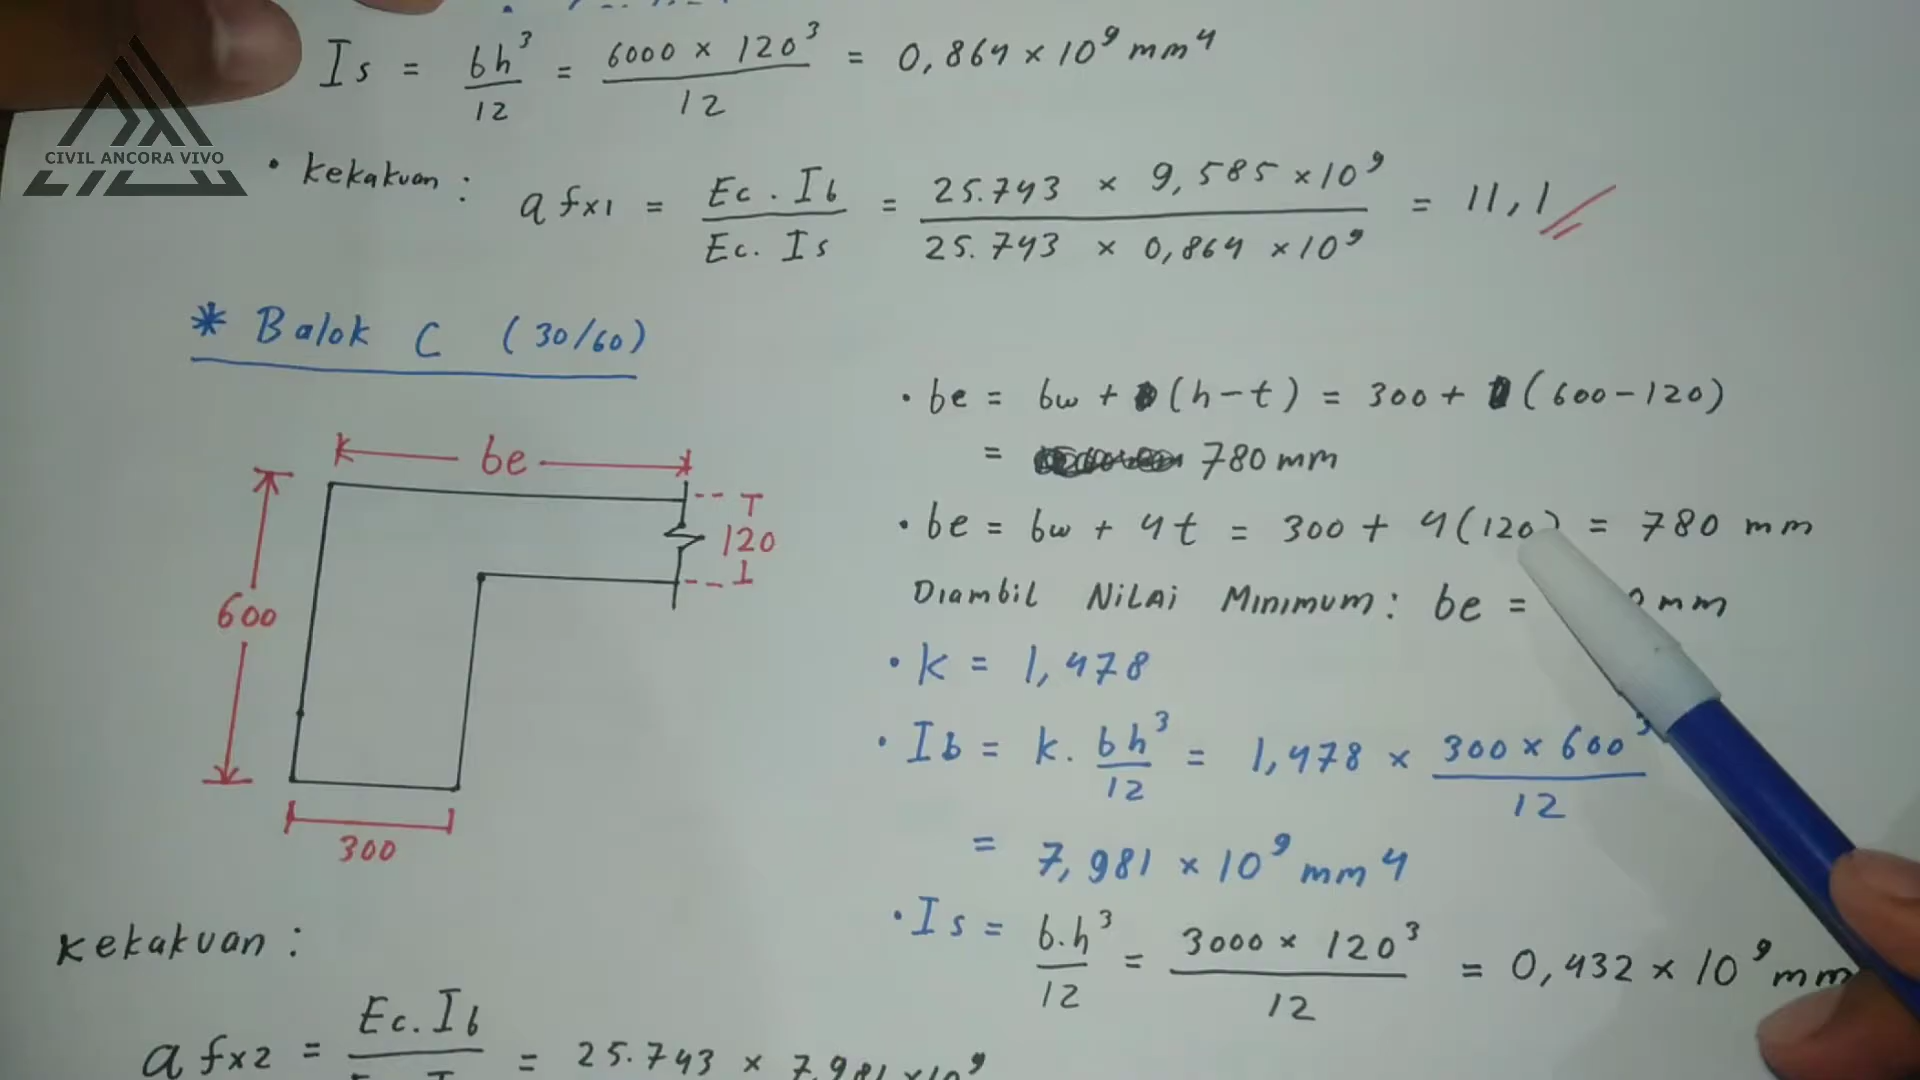 Is = bh³/12 = 6000 x 120³/12 = 0,864 x 10⁹ mm4
CIVIL ANCORA VIVO
• Kekakuan : αfx1 = Ec . Ib/Ec. Is = 25.743 x 9,585 x 10⁹/25.743 x 0,864 x 10⁹ = 11,1
* Balok C (30/60)
• be = bw + (h-t) = 300 + (600-120)
= 780 mm
be
T
120
I
600
300
• be = bw + 4t = 300 + 4(120) = 780 mm
Diambil Nilai Minimum: be = mm
• k = 1,478
• Ib = k. bh³/12 = 1,478 x 300 x 600³/12
= 7,981 x 10⁹ mm4
• Is = b.h³/12 = 3000 x 120³/12 = 0,432 x 10⁹ mm
Kekakuan :
αfx2 = Ec. Ib = 25.743 x 7,981 x 10⁹